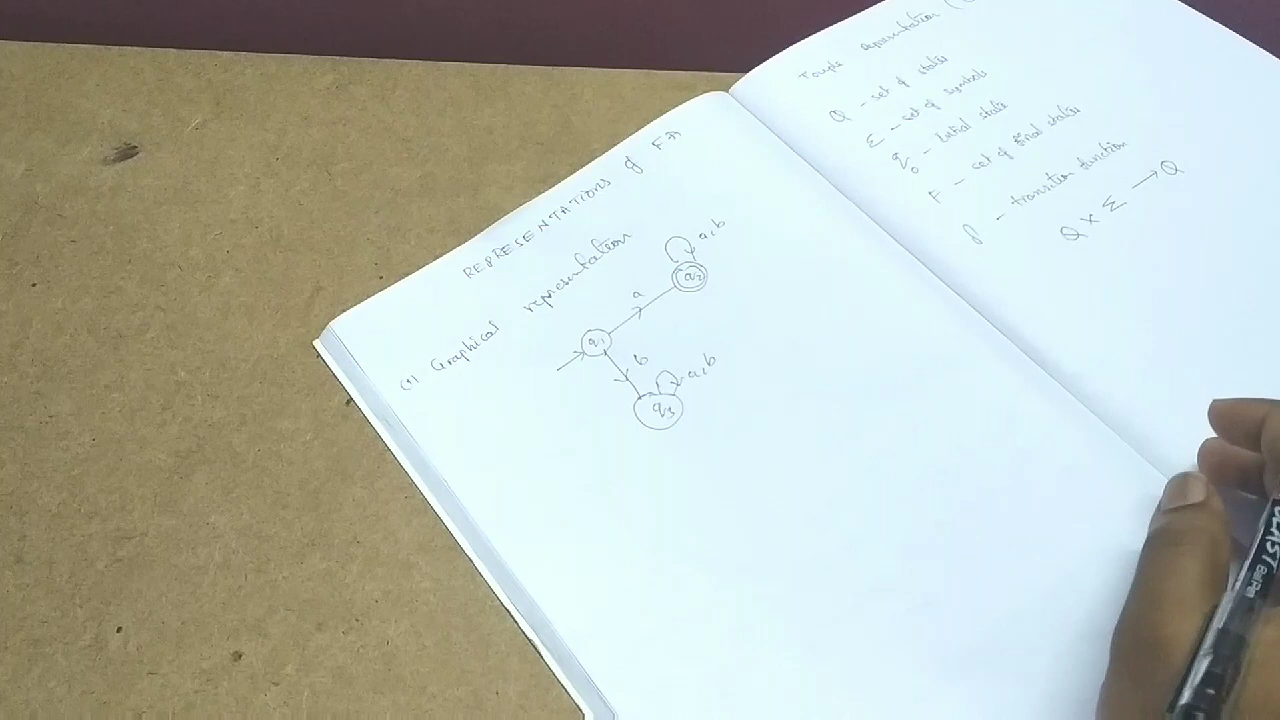 REPRESENTATIONS of FA
(1) Graphical representation
a
a,b
q2
q1
b
a,b
q3
representation (
Q - set of states
Σ - set of symbols
q0 - initial state
F - set of final states
δ - transition function
Q × Σ → Q